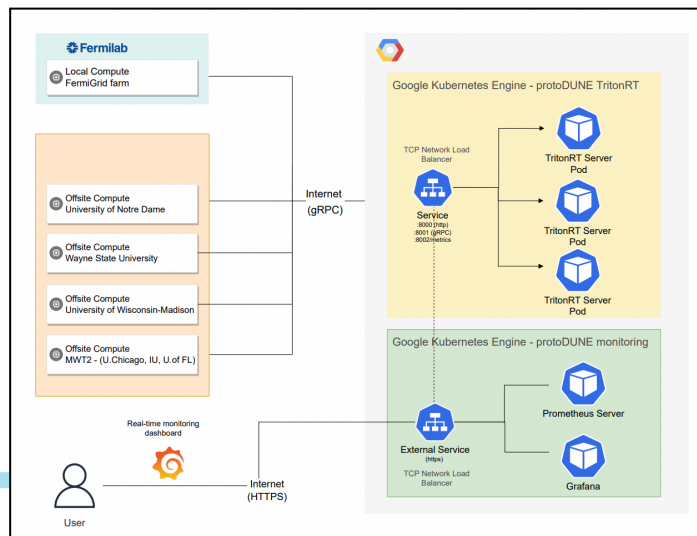 Fermilab
Local Compute
FermiGrid farm
Offsite Compute
University of Notre Dame
Offsite Compute
Wayne State University
Offsite Compute
University of Wisconsin-Madison
Offsite Compute
MWT2 - (U.Chicago, IU, U.of FL)
Internet
(gRPC)
Google Kubernetes Engine - protoDUNE TritonRT
TCP Network Load
Balancer
Service
:8000 (http)
:8001 (gRPC)
:8002/metrics
TritonRT Server
Pod
TritonRT Server
Pod
TritonRT Server
Pod
Google Kubernetes Engine - protoDUNE monitoring
External Service
(https)
TCP Network Load
Balancer
Prometheus Server
Grafana
Real-time monitoring
dashboard
Internet
(HTTPS)
User